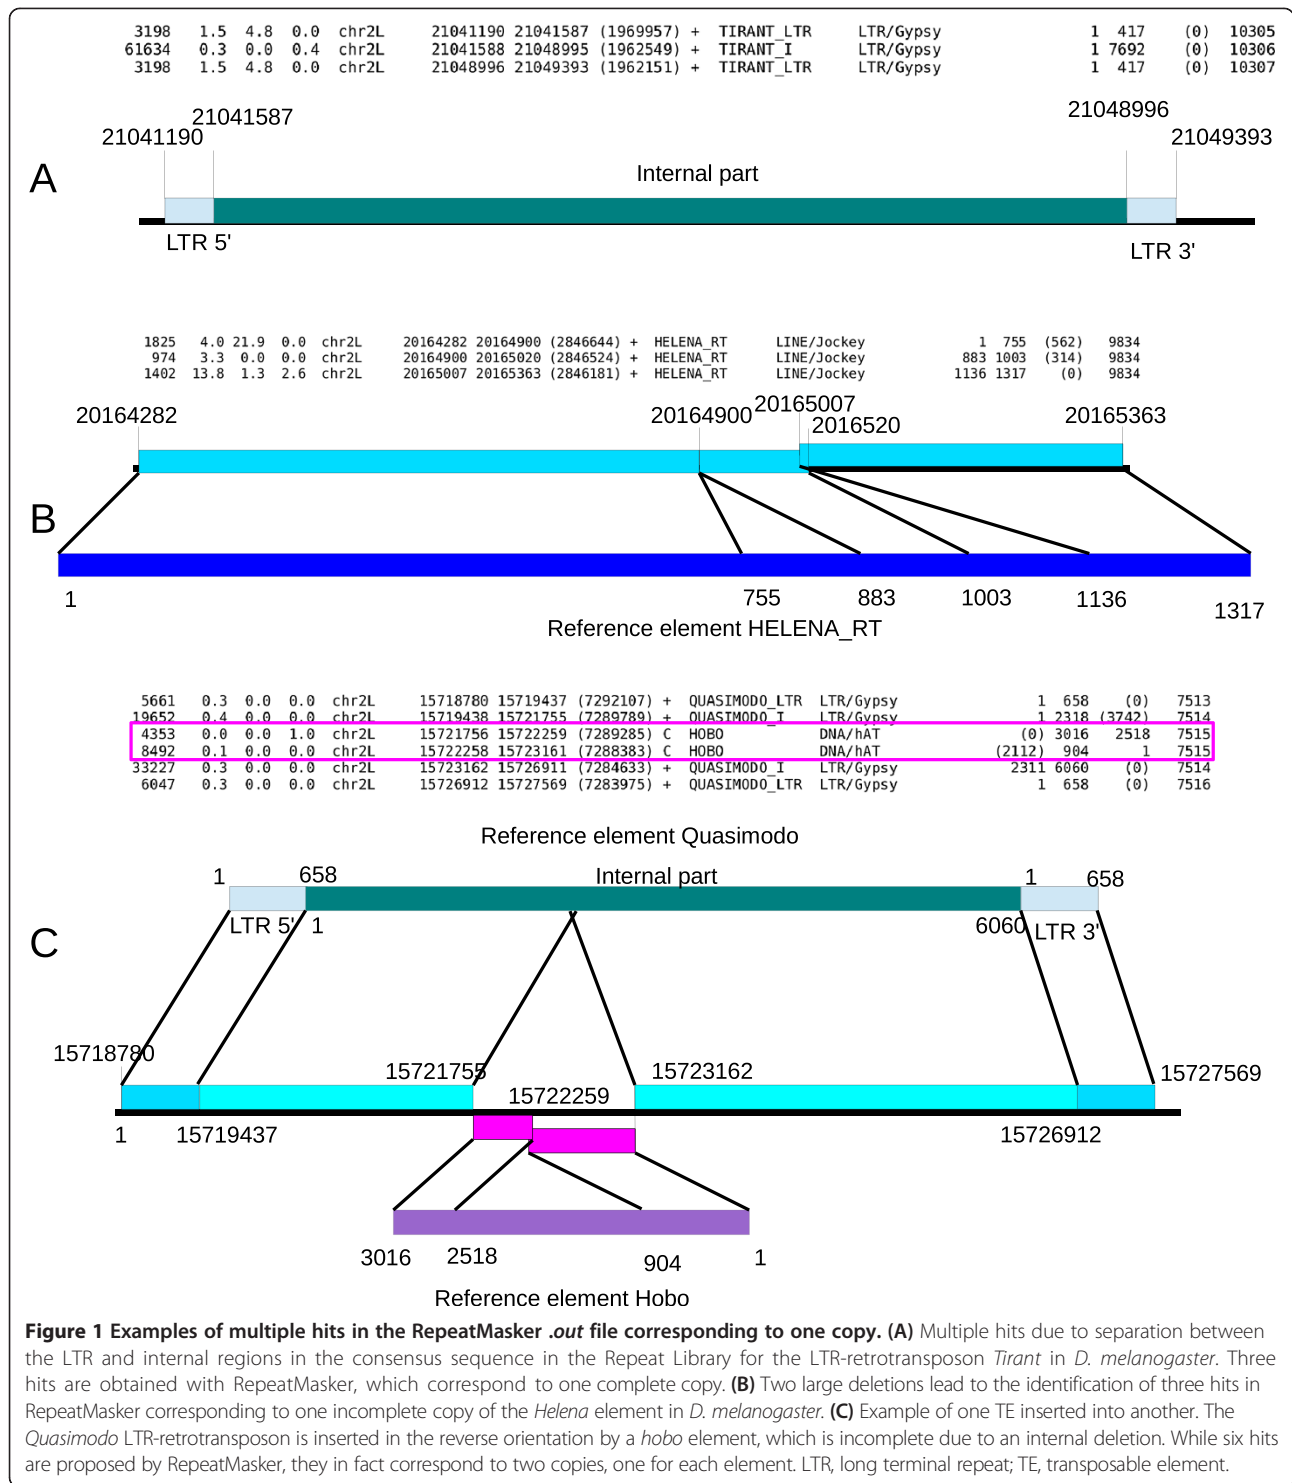 3198 1.5 4.8 0.0 chr2L 21041190 21041587 (1969957) + TIRANT_LTR LTR/Gypsy 1 417 (0) 10305
61634 0.3 0.0 0.4 chr2L 21041588 21048995 (1962549) + TIRANT_I LTR/Gypsy 1 7692 (0) 10306
3198 1.5 4.8 0.0 chr2L 21048996 21049393 (1962151) + TIRANT_LTR LTR/Gypsy 1 417 (0) 10307
21041587 21048996
21041190 21049393
A
Internal part
LTR 5'
LTR 3'
1825 4.0 21.9 0.0 chr2L 20164282 20164900 (2846644) + HELENA_RT LINE/Jockey 1 755 (562) 9834
974 3.3 0.0 0.0 chr2L 20164900 20165020 (2846524) + HELENA_RT LINE/Jockey 883 1003 (314) 9834
1402 13.8 1.3 2.6 chr2L 20165007 20165363 (2846181) + HELENA_RT LINE/Jockey 1136 1317 (0) 9834
20165007
20164282 20164900 20165363
2016520
B
1 755 883 1003 1136 1317
Reference element HELENA_RT
5661 0.3 0.0 0.0 chr2L 15718780 15719437 (7292107) + QUASIMODO_LTR LTR/Gypsy 1 658 (0) 7513
19652 0.4 0.0 0.0 chr2L 15719438 15721755 (7289789) + QUASIMODO_I LTR/Gypsy 1 2318 (3742) 7514
4353 0.0 0.0 1.0 chr2L 15721756 15722259 (7289285) C HOBO DNA/hAT (0) 3016 2518 7515
8492 0.1 0.0 0.0 chr2L 15722258 15723161 (7288383) C HOBO DNA/hAT (2112) 904 1 7515
33227 0.3 0.0 0.0 chr2L 15723162 15726911 (7284633) + QUASIMODO_I LTR/Gypsy 2311 6060 (0) 7514
6047 0.3 0.0 0.0 chr2L 15726912 15727569 (7283975) + QUASIMODO_LTR LTR/Gypsy 1 658 (0) 7516
Reference element Quasimodo
1 658 Internal part 1 658
LTR 5' 1 6060 LTR 3'
C
15718780 15721755 15723162 15727569
15722259
1 15719437 15726912
3016 2518 904 1
Reference element Hobo
Figure 1 Examples of multiple hits in the RepeatMasker .out file corresponding to one copy. (A) Multiple hits due to separation between
the LTR and internal regions in the consensus sequence in the Repeat Library for the LTR-retrotransposon Tirant in D. melanogaster. Three
hits are obtained with RepeatMasker, which correspond to one complete copy. (B) Two large deletions lead to the identification of three hits in
RepeatMasker corresponding to one incomplete copy of the Helena element in D. melanogaster. (C) Example of one TE inserted into another. The
Quasimodo LTR-retrotransposon is inserted in the reverse orientation by a hobo element, which is incomplete due to an internal deletion. While six hits
are proposed by RepeatMasker, they in fact correspond to two copies, one for each element. LTR, long terminal repeat; TE, transposable element.